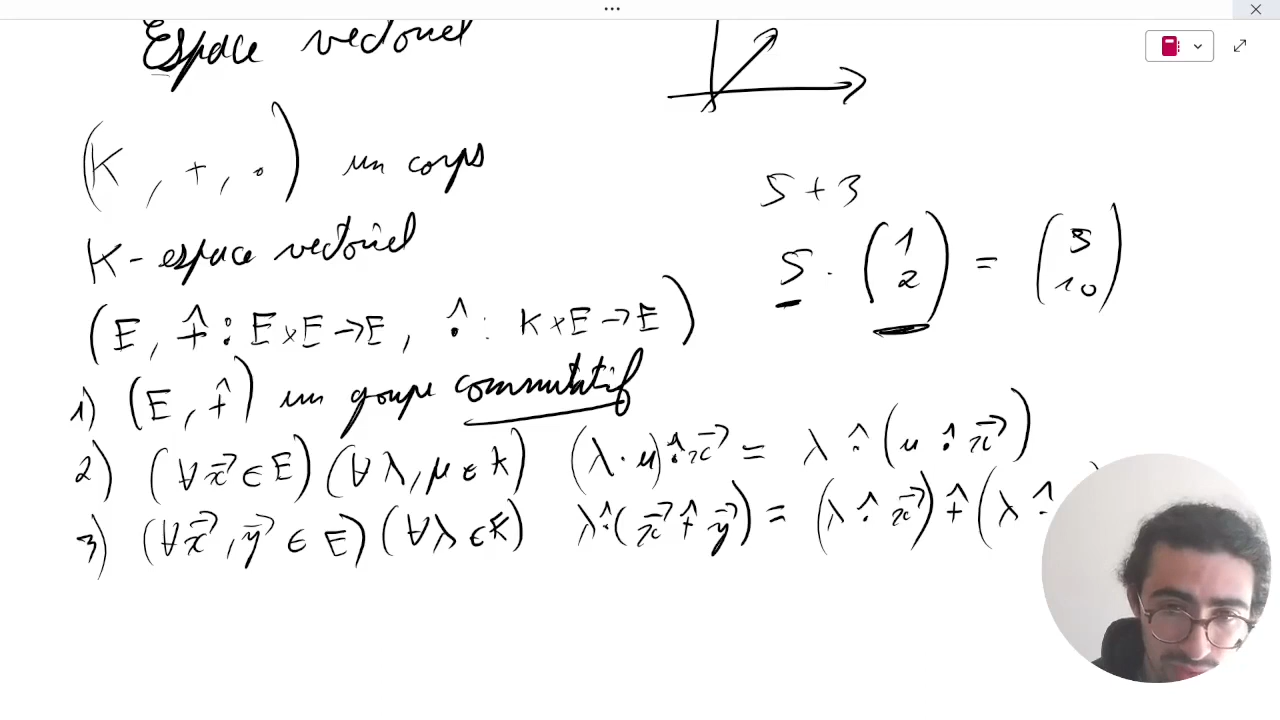 Espace vectoriel
(K, +, ·) un corps
K-espace vectoriel
(E, +̂ : E×E→E, ·̂ : K×E→E)
5+3
5 · (1 2) = (5 10)
1) (E, +̂) un groupe commutatif
2) (∀x⃗ ∈ E) (∀λ, μ ∈ K) (λ · μ) ·̂ x⃗ = λ ·̂ (μ ·̂ x⃗)
3) (∀x⃗, y⃗ ∈ E) (∀λ ∈ K) λ ·̂ (x⃗ +̂ y⃗) = (λ ·̂ x⃗) +̂ (λ ·̂